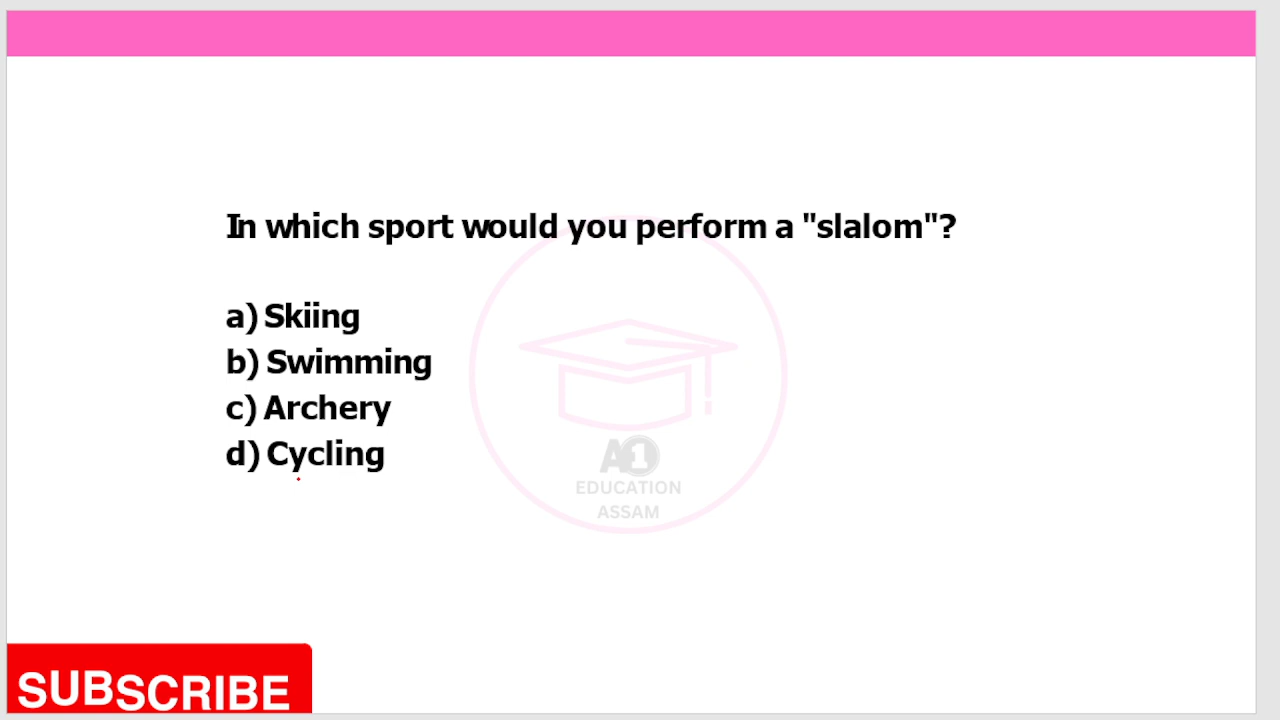 In which sport would you perform a "slalom"?
a) Skiing
b) Swimming
c) Archery
d) Cycling
A1
EDUCATION
ASSAM
SUBSCRIBE